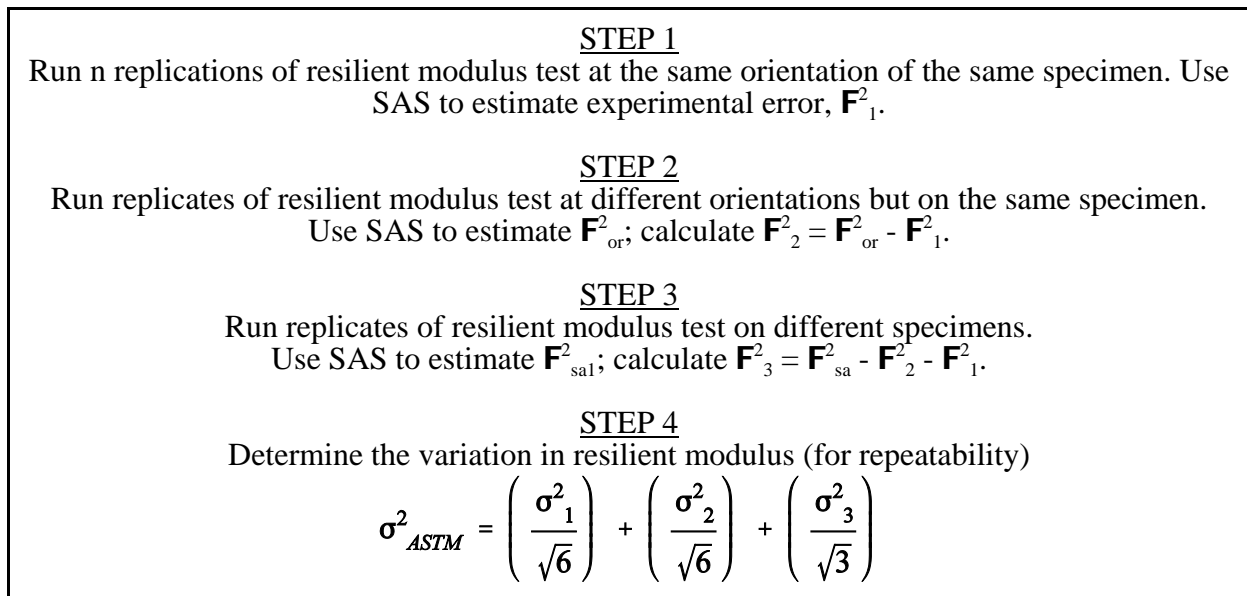 STEP 1
Run n replications of resilient modulus test at the same orientation of the same specimen. Use
SAS to estimate experimental error, F²₁.
STEP 2
Run replicates of resilient modulus test at different orientations but on the same specimen.
Use SAS to estimate F²ₒᵣ; calculate F²₂ = F²ₒᵣ - F²₁.
STEP 3
Run replicates of resilient modulus test on different specimens.
Use SAS to estimate F²ₛₐ₁; calculate F²₃ = F²ₛₐ - F²₂ - F²₁.
STEP 4
Determine the variation in resilient modulus (for repeatability)
σ²_ASTM = (σ²₁ / √6) + (σ²₂ / √6) + (σ²₃ / √3)